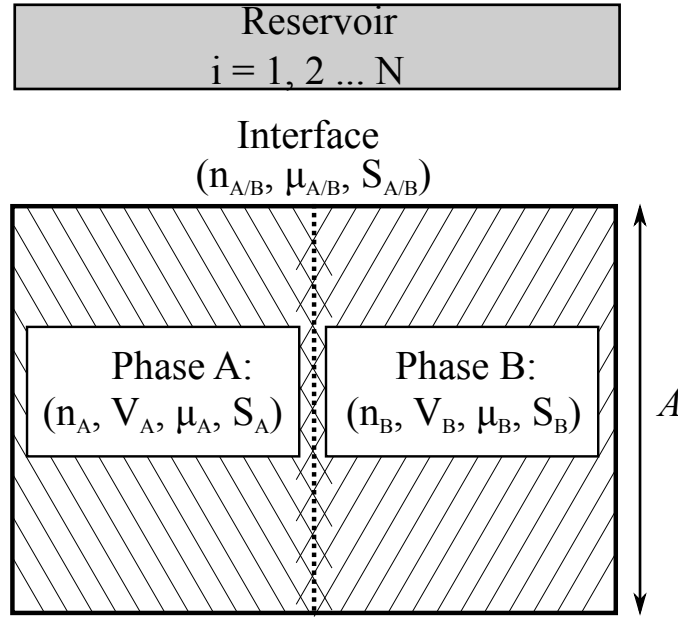 Reservoir
i = 1, 2 ... N
Interface
(n_A/B, μ_A/B, S_A/B)
Phase A:
(n_A, V_A, μ_A, S_A)
Phase B:
(n_B, V_B, μ_B, S_B)
A